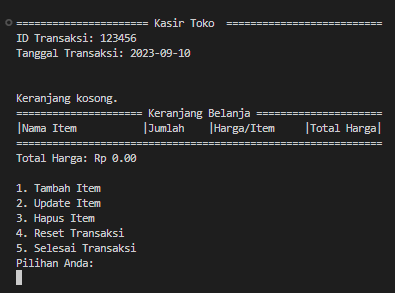 ====================== Kasir Toko ==========================
ID Transaksi: 123456
Tanggal Transaksi: 2023-09-10
Keranjang kosong.
===================== Keranjang Belanja =====================
|Nama Item |Jumlah |Harga/Item |Total Harga|
=============================================================
Total Harga: Rp 0.00
1. Tambah Item
2. Update Item
3. Hapus Item
4. Reset Transaksi
5. Selesai Transaksi
Pilihan Anda: